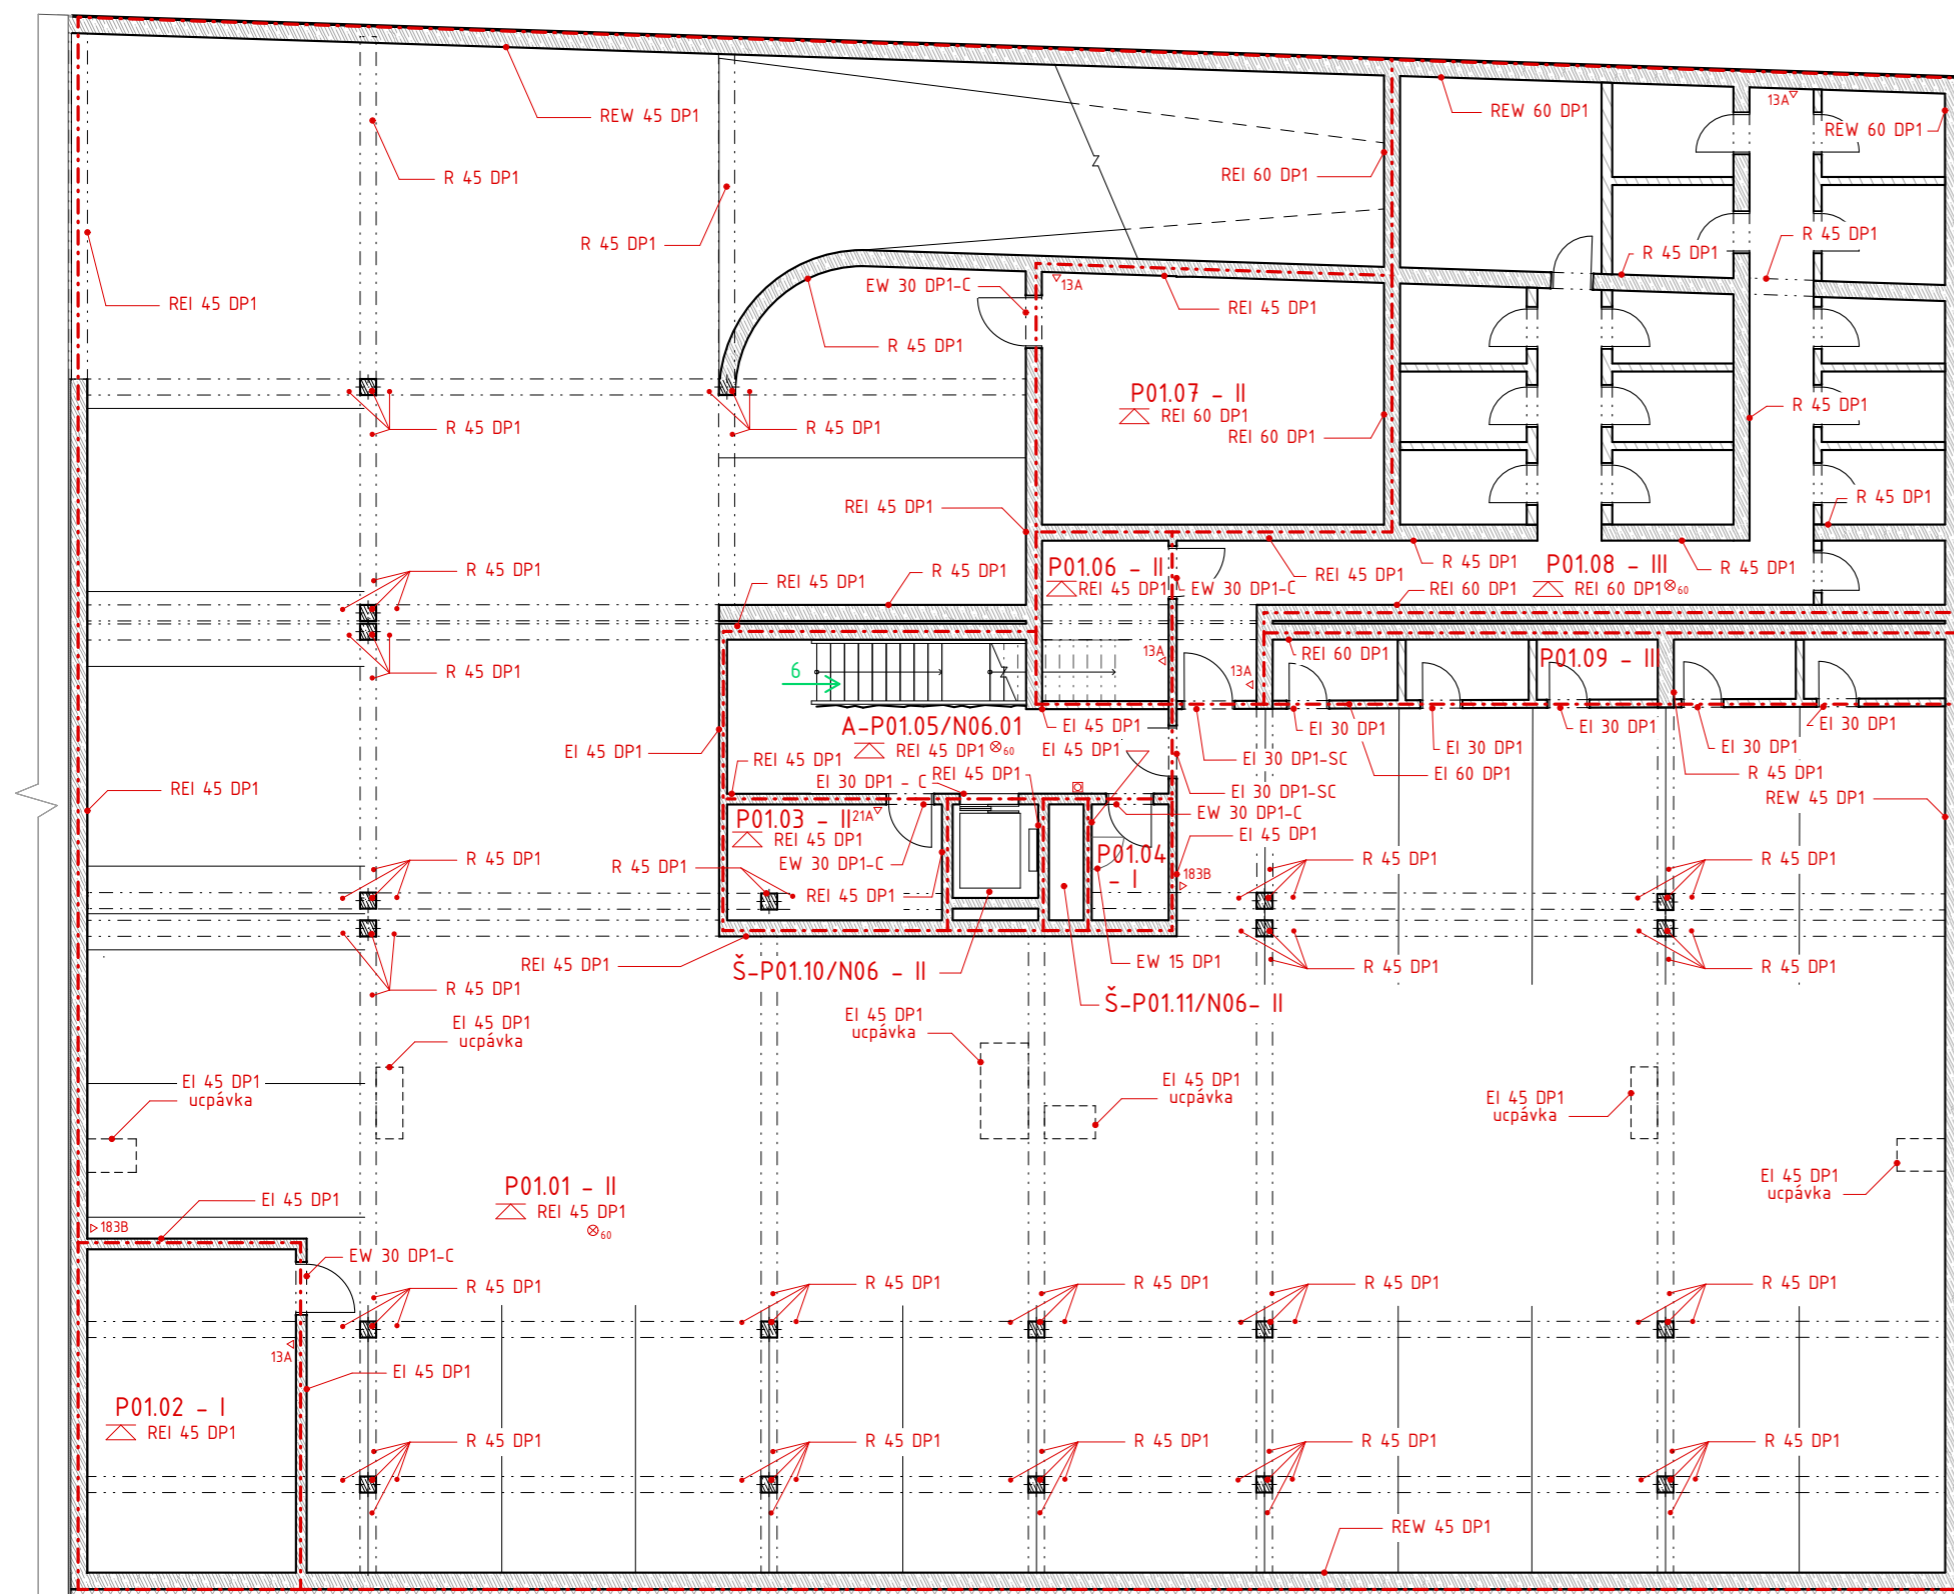 REW 45 DP1
REW 60 DP1
13A
REW 60 DP1
R 45 DP1
REI 60 DP1
R 45 DP1
R 45 DP1
R 45 DP1
REI 45 DP1
EW 30 DP1-C
13A
REI 45 DP1
R 45 DP1
P01.07 - II
REI 60 DP1
R 45 DP1
R 45 DP1
R 45 DP1
REI 60 DP1
REI 45 DP1
R 45 DP1
R 45 DP1
R 45 DP1
REI 45 DP1
P01.06 - II
REI 45 DP1
EW 30 DP1-C
REI 45 DP1
R 45 DP1
P01.08 - III
REI 60 DP1
REI 60 DP1 60
R 45 DP1
R 45 DP1
6
13A
13A
REI 60 DP1
P01.09 - III
A-P01.05/N06.01
REI 45 DP1 60
EI 45 DP1
EI 45 DP1
EI 45 DP1
EI 30 DP1
EI 30 DP1
EI 30 DP1
EI 30 DP1
EI 30 DP1
EI 30 DP1-SC
EI 60 DP1
R 45 DP1
REI 45 DP1
EI 30 DP1 - C
REI 45 DP1
EI 30 DP1-SC
REI 45 DP1
REW 45 DP1
P01.03 - II
21A
REI 45 DP1
EW 30 DP1-C
EW 30 DP1-C
EI 45 DP1
P01.04
- I
183B
R 45 DP1
R 45 DP1
REI 45 DP1
R 45 DP1
R 45 DP1
REI 45 DP1
Š-P01.10/N06 - II
EW 15 DP1
R 45 DP1
R 45 DP1
R 45 DP1
Š-P01.11/N06- II
EI 45 DP1
ucpávka
EI 45 DP1
ucpávka
EI 45 DP1
ucpávka
EI 45 DP1
ucpávka
EI 45 DP1
ucpávka
EI 45 DP1
ucpávka
P01.01 - II
REI 45 DP1
60
EI 45 DP1
183B
EW 30 DP1-C
R 45 DP1
R 45 DP1
R 45 DP1
R 45 DP1
R 45 DP1
13A
EI 45 DP1
P01.02 - I
REI 45 DP1
R 45 DP1
R 45 DP1
R 45 DP1
R 45 DP1
R 45 DP1
REW 45 DP1